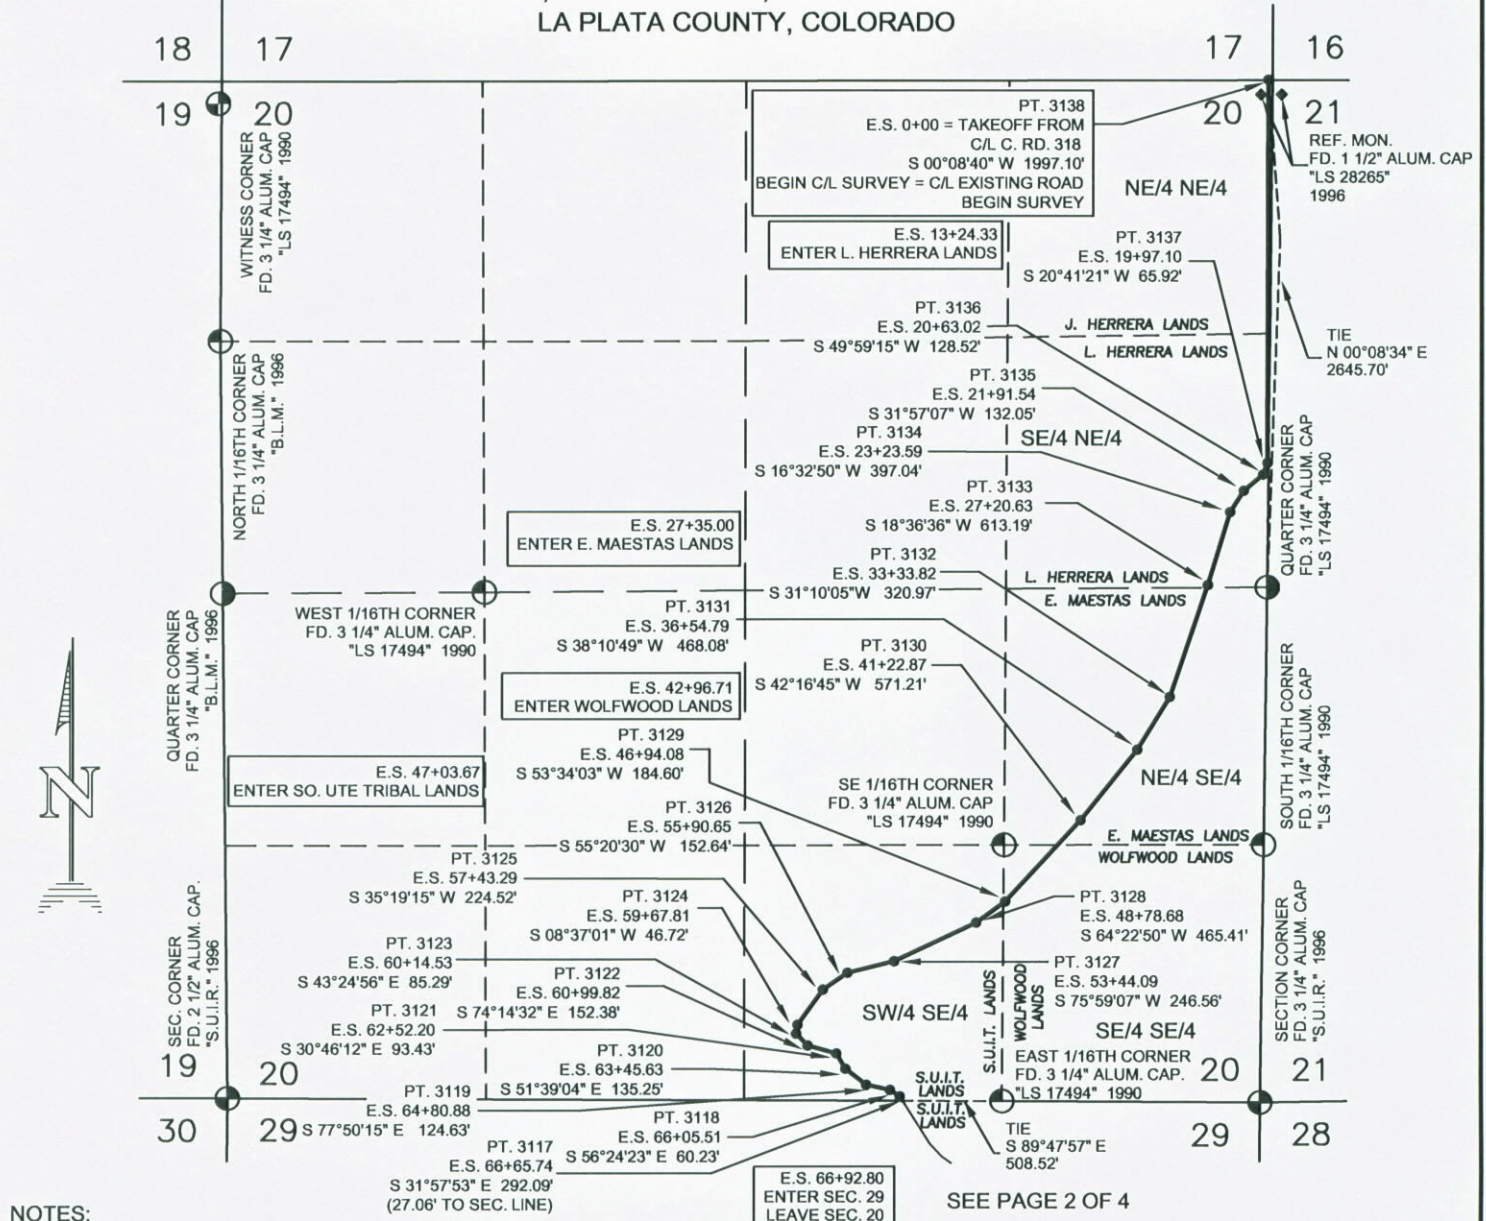 LA PLATA COUNTY, COLORADO
18
17
17
16
19
20
20
21
WITNESS CORNER
FD. 3 1/4" ALUM. CAP
"LS 17494" 1990
PT. 3138
E.S. 0+00 = TAKEOFF FROM
C/L C. RD. 318
S 00°08'40" W 1997.10'
BEGIN C/L SURVEY = C/L EXISTING ROAD
BEGIN SURVEY
REF. MON.
FD. 1 1/2" ALUM. CAP
"LS 28265"
1996
NE/4 NE/4
E.S. 13+24.33
ENTER L. HERRERA LANDS
PT. 3137
E.S. 19+97.10
S 20°41'21" W 65.92'
PT. 3136
E.S. 20+63.02
S 49°59'15" W 128.52'
J. HERRERA LANDS
L. HERRERA LANDS
TIE
N 00°08'34" E
2645.70'
NORTH 1/16TH CORNER
FD. 3 1/4" ALUM. CAP
"B.L.M." 1996
PT. 3135
E.S. 21+91.54
S 31°57'07" W 132.05'
PT. 3134
E.S. 23+23.59
S 16°32'50" W 397.04'
SE/4 NE/4
QUARTER CORNER
FD. 3 1/4" ALUM. CAP
"LS 17494" 1990
PT. 3133
E.S. 27+20.63
S 18°36'36" W 613.19'
E.S. 27+35.00
ENTER E. MAESTAS LANDS
PT. 3132
E.S. 33+33.82
S 31°10'05"W 320.97'
L. HERRERA LANDS
E. MAESTAS LANDS
WEST 1/16TH CORNER
FD. 3 1/4" ALUM. CAP.
"LS 17494" 1990
PT. 3131
E.S. 36+54.79
S 38°10'49" W 468.08'
QUARTER CORNER
FD. 3 1/4" ALUM. CAP
"B.L.M." 1996
PT. 3130
E.S. 41+22.87
S 42°16'45" W 571.21'
E.S. 42+96.71
ENTER WOLFWOOD LANDS
SOUTH 1/16TH CORNER
FD. 3 1/4" ALUM. CAP
"LS 17494" 1990
PT. 3129
E.S. 46+94.08
S 53°34'03" W 184.60'
N
E.S. 47+03.67
ENTER SO. UTE TRIBAL LANDS
SE 1/16TH CORNER
FD. 3 1/4" ALUM. CAP
"LS 17494" 1990
NE/4 SE/4
PT. 3126
E.S. 55+90.65
S 55°20'30" W 152.64'
E. MAESTAS LANDS
WOLFWOOD LANDS
PT. 3125
E.S. 57+43.29
S 35°19'15" W 224.52'
PT. 3124
E.S. 59+67.81
S 08°37'01" W 46.72'
PT. 3128
E.S. 48+78.68
S 64°22'50" W 465.41'
SEC. CORNER
FD. 2 1/2" ALUM. CAP.
"S.U.I.R." 1996
PT. 3123
E.S. 60+14.53
S 43°24'56" E 85.29'
PT. 3122
E.S. 60+99.82
S 74°14'32" E 152.38'
PT. 3127
E.S. 53+44.09
S 75°59'07" W 246.56'
S.U.I.T. LANDS
WOLFWOOD
LANDS
SECTION CORNER
FD. 3 1/4" ALUM. CAP
"S.U.I.R." 1996
PT. 3121
E.S. 62+52.20
S 30°46'12" E 93.43'
SW/4 SE/4
SE/4 SE/4
PT. 3120
E.S. 63+45.63
S 51°39'04" E 135.25'
EAST 1/16TH CORNER
FD. 3 1/4" ALUM. CAP.
"LS 17494" 1990
19
20
20
21
S.U.I.T.
LANDS
S.U.I.T.
LANDS
PT. 3119
E.S. 64+80.88
S 77°50'15" E 124.63'
30
29
29
28
PT. 3118
E.S. 66+05.51
S 56°24'23" E 60.23'
TIE
S 89°47'57" E
508.52'
PT. 3117
E.S. 66+65.74
S 31°57'53" E 292.09'
(27.06' TO SEC. LINE)
E.S. 66+92.80
ENTER SEC. 29
LEAVE SEC. 20
SEE PAGE 2 OF 4
NOTES: